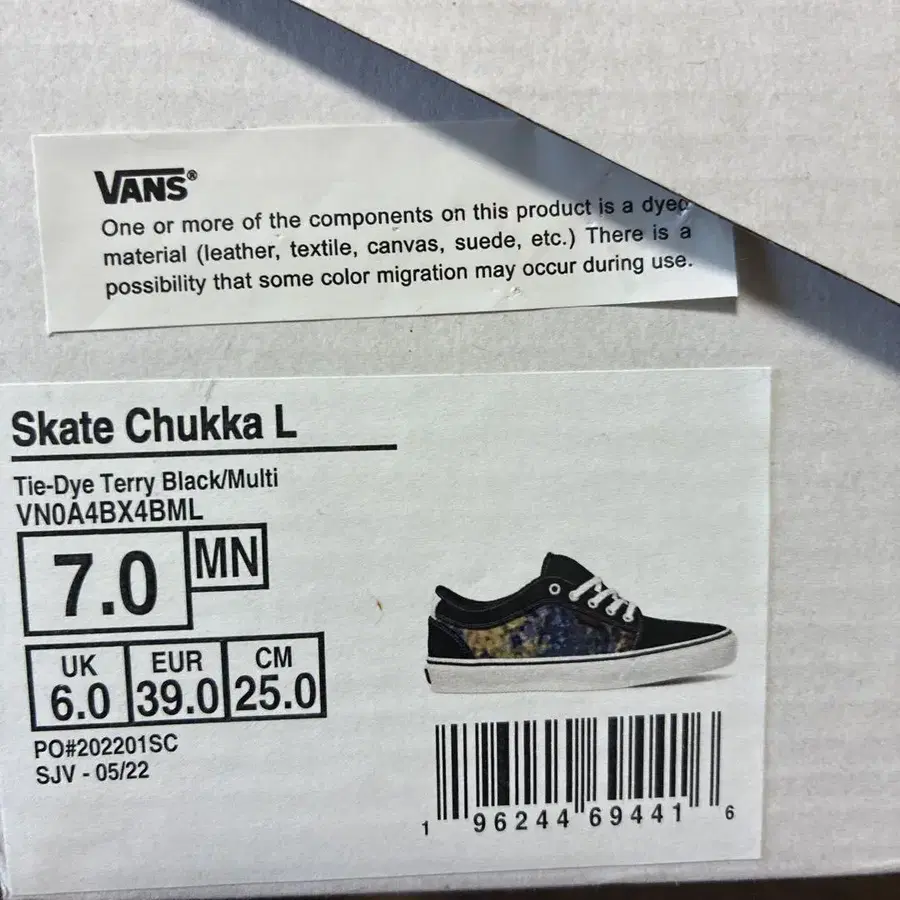 VANS®
One or more of the components on this product is a dyed
material (leather, textile, canvas, suede, etc.) There is a
possibility that some color migration may occur during use.
Skate Chukka L
Tie-Dye Terry Black/Multi
VN0A4BX4BML
7.0 MN
UK EUR CM
6.0 39.0 25.0
PO#202201SC
SJV - 05/22
1 96244 69441 6